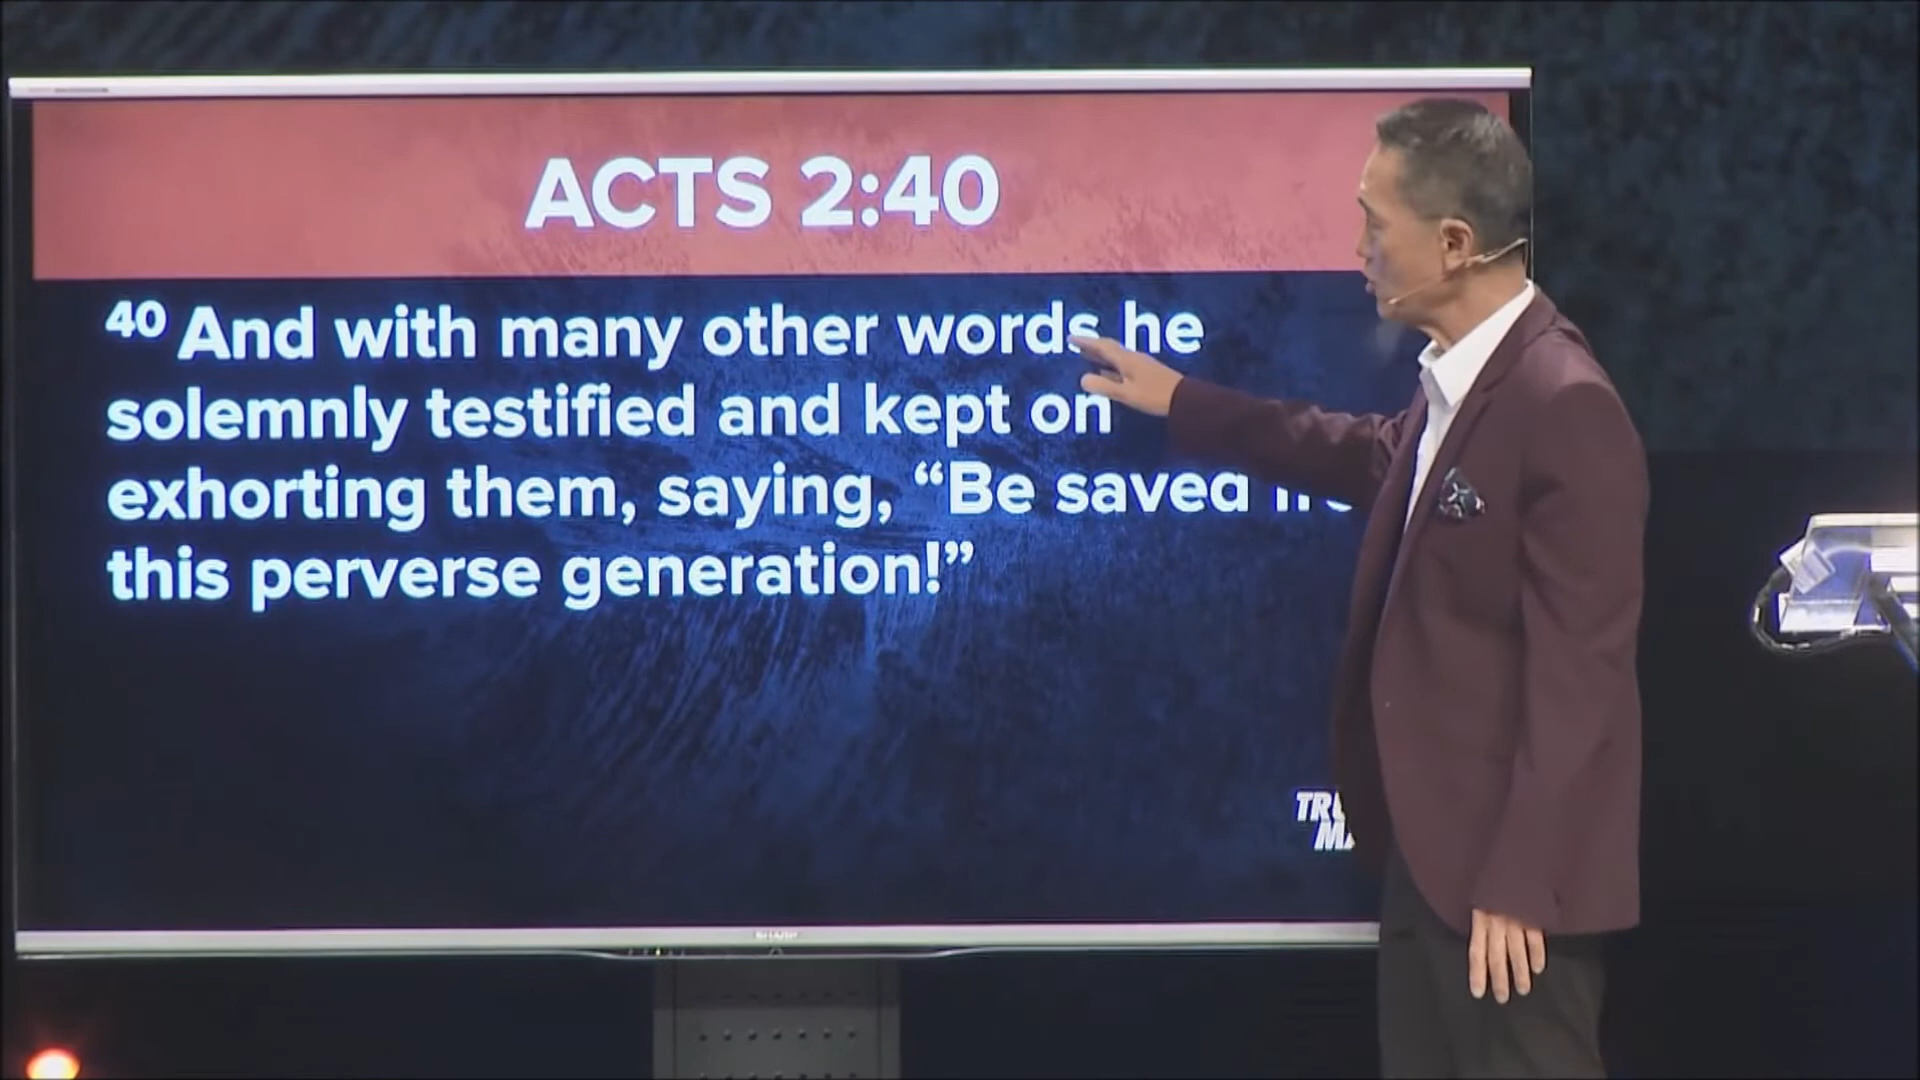 ACTS 2:40
40 And with many other words he
solemnly testified and kept on
exhorting them, saying, “Be saved
this perverse generation!”
SHARP